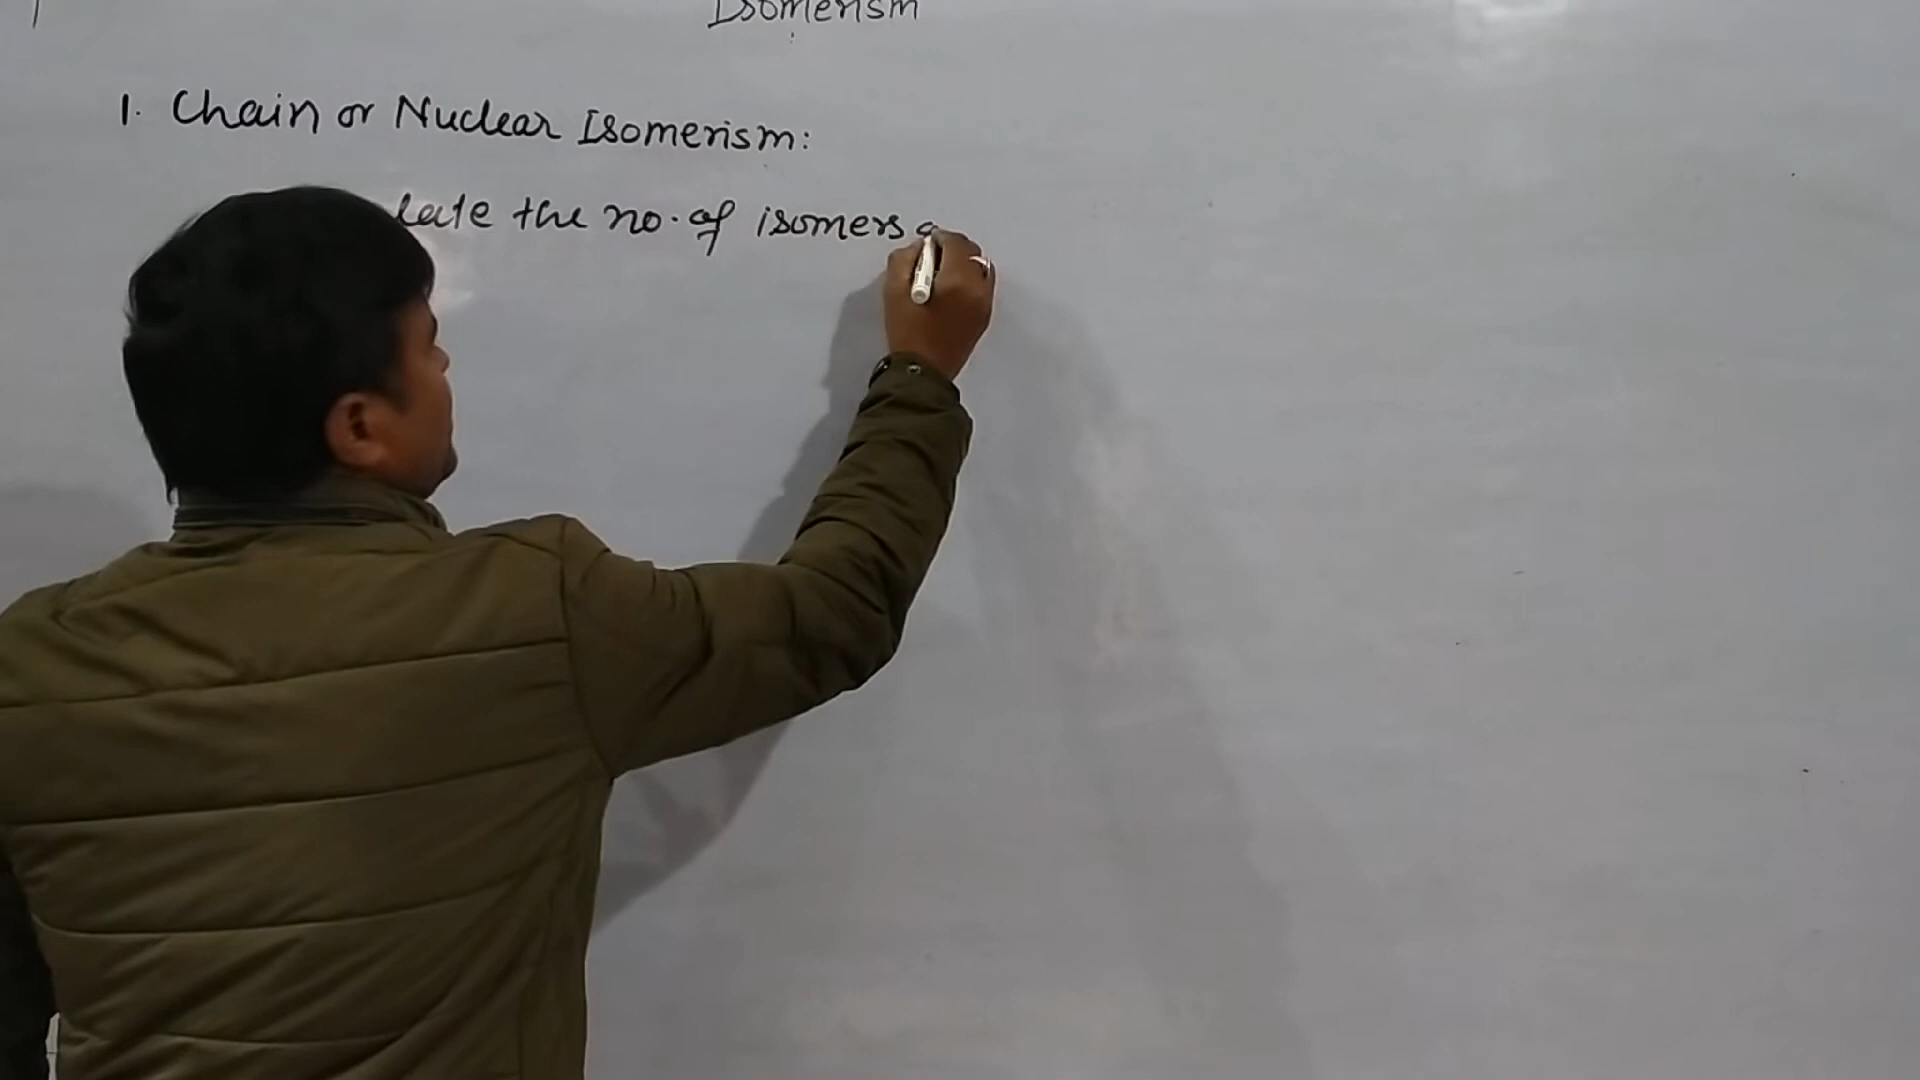 Isomerism
1. Chain or Nuclear Isomerism:
late the no. of isomers